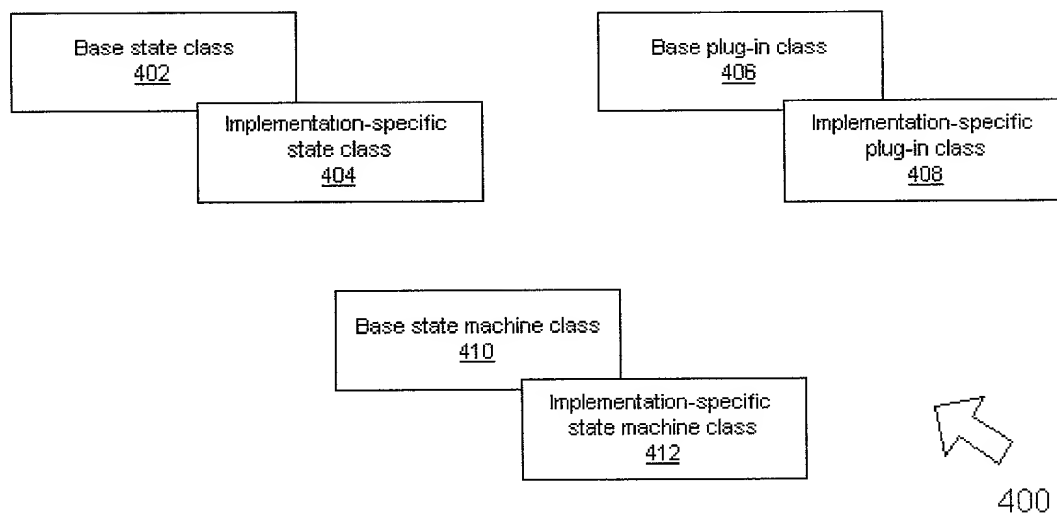 Base state class
402
Implementation-specific
state class
404
Base plug-in class
406
Implementation-specific
plug-in class
408
Base state machine class
410
Implementation-specific
state machine class
412
400